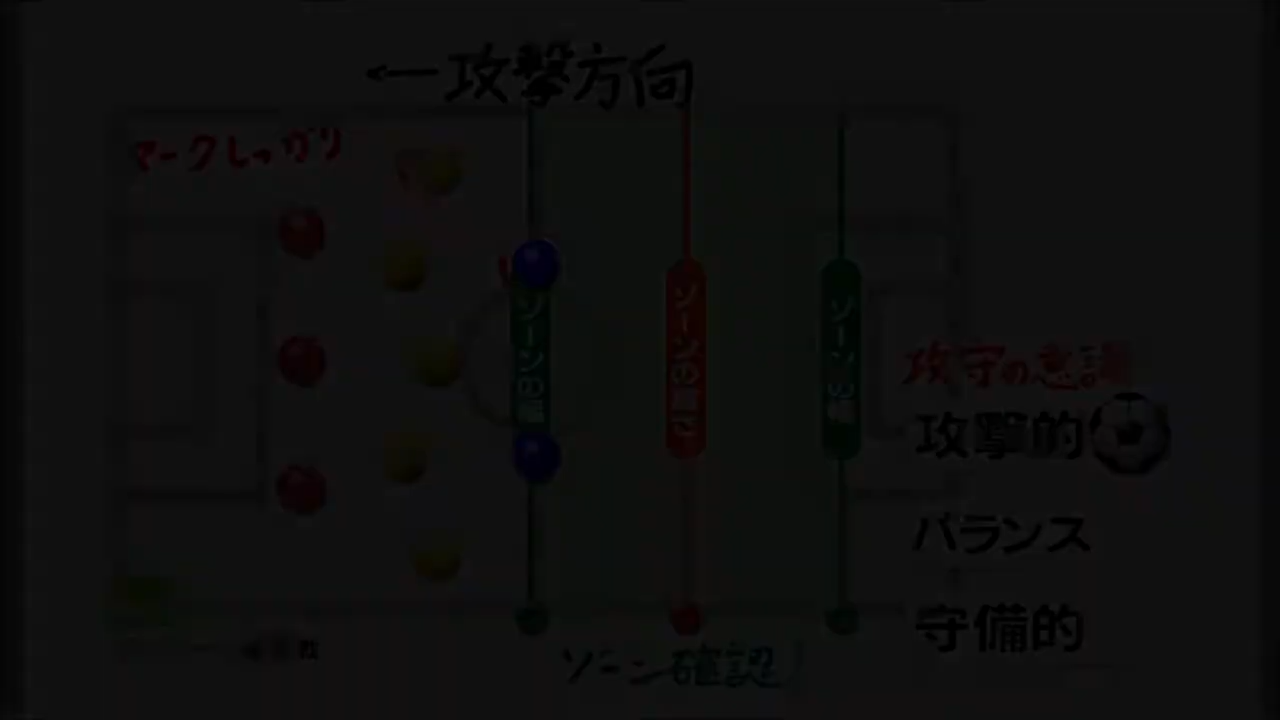 ←攻撃方向
マークしっかり
ゾーンの幅
ゾーンの高さ
ゾーンの幅
攻守の意識
攻撃的
バランス
守備的
ゾーン確認!